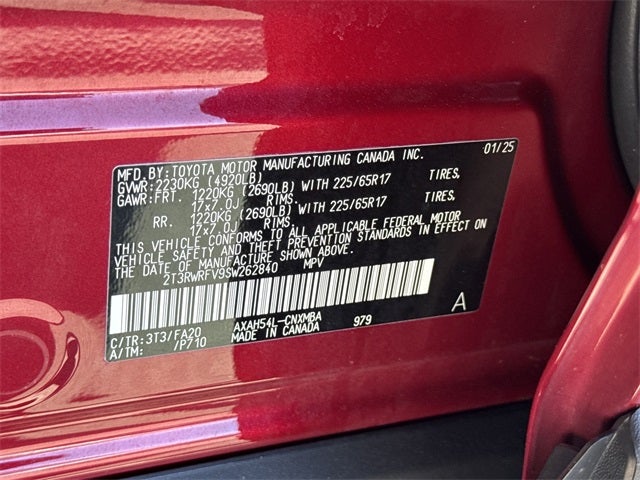 MFD.BY:TOYOTA MOTOR MANUFACTURING CANADA INC. 01/25
GVWR:2230KG (4920LB)
GAWR:FRT. 1220KG (2690LB) WITH 225/65R17 TIRES.
17x7.0J RIMS.
RR. 1220KG (2690LB) WITH 225/65R17 TIRES.
17x7.0J RIMS.
THIS VEHICLE CONFORMS TO ALL APPLICABLE FEDERAL MOTOR
VEHICLE SAFETY AND THEFT PREVENTION STANDARDS IN EFFECT ON
THE DATE OF MANUFACTURE SHOWN ABOVE.
2T3RWRFV9SW262840 MPV
A
C/TR:3T3/FA20 AXAH54L-CNXMBA 979
A/TM: /P710 MADE IN CANADA